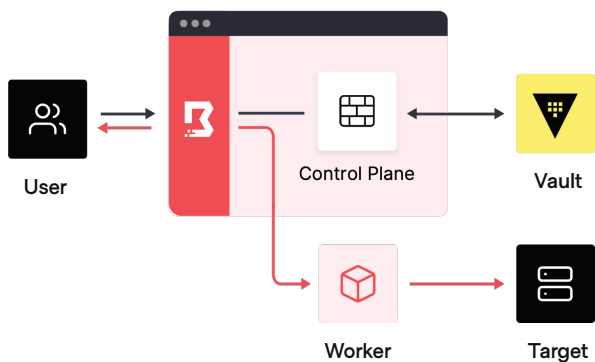 User
Control Plane
Vault
Worker
Target